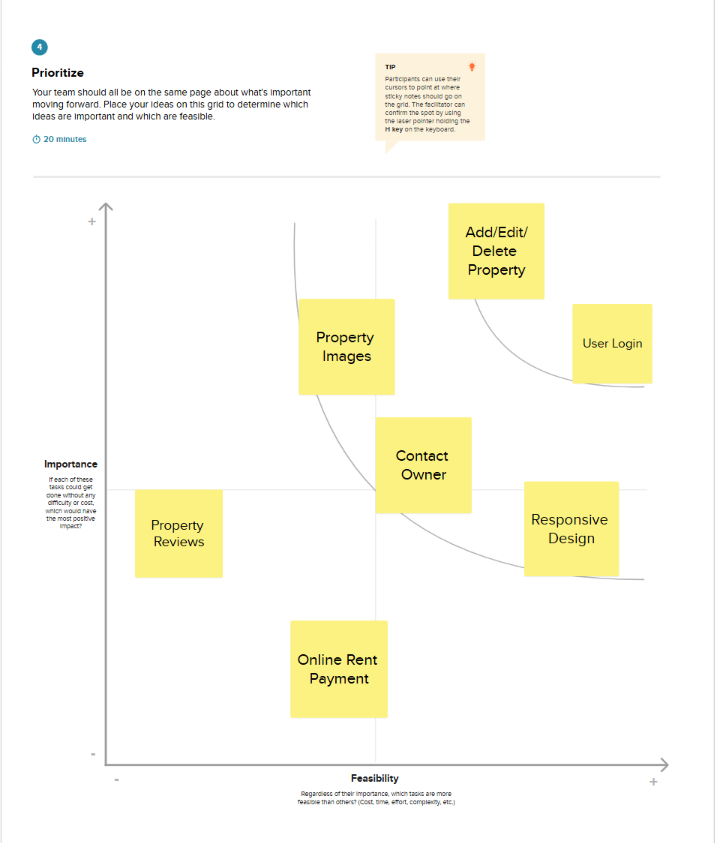 4
Prioritize
Your team should all be on the same page about what's important
moving forward. Place your ideas on this grid to determine which
ideas are important and which are feasible.
20 minutes
TIP
Participants can use their
cursors to point at where
sticky notes should go on
the grid. The facilitator can
confirm the spot by using
the laser pointer holding the
H key on the keyboard.
+
Add/Edit/
Delete
Property
Property
Images
User Login
Contact
Owner
Importance
If each of these
tasks could get
done without any
difficulty or cost,
which would have
the most positive
impact?
Property
Reviews
Responsive
Design
Online Rent
Payment
-
-
Feasibility
+
Regardless of their importance, which tasks are more
feasible than others? (Cost, time, effort, complexity, etc.)